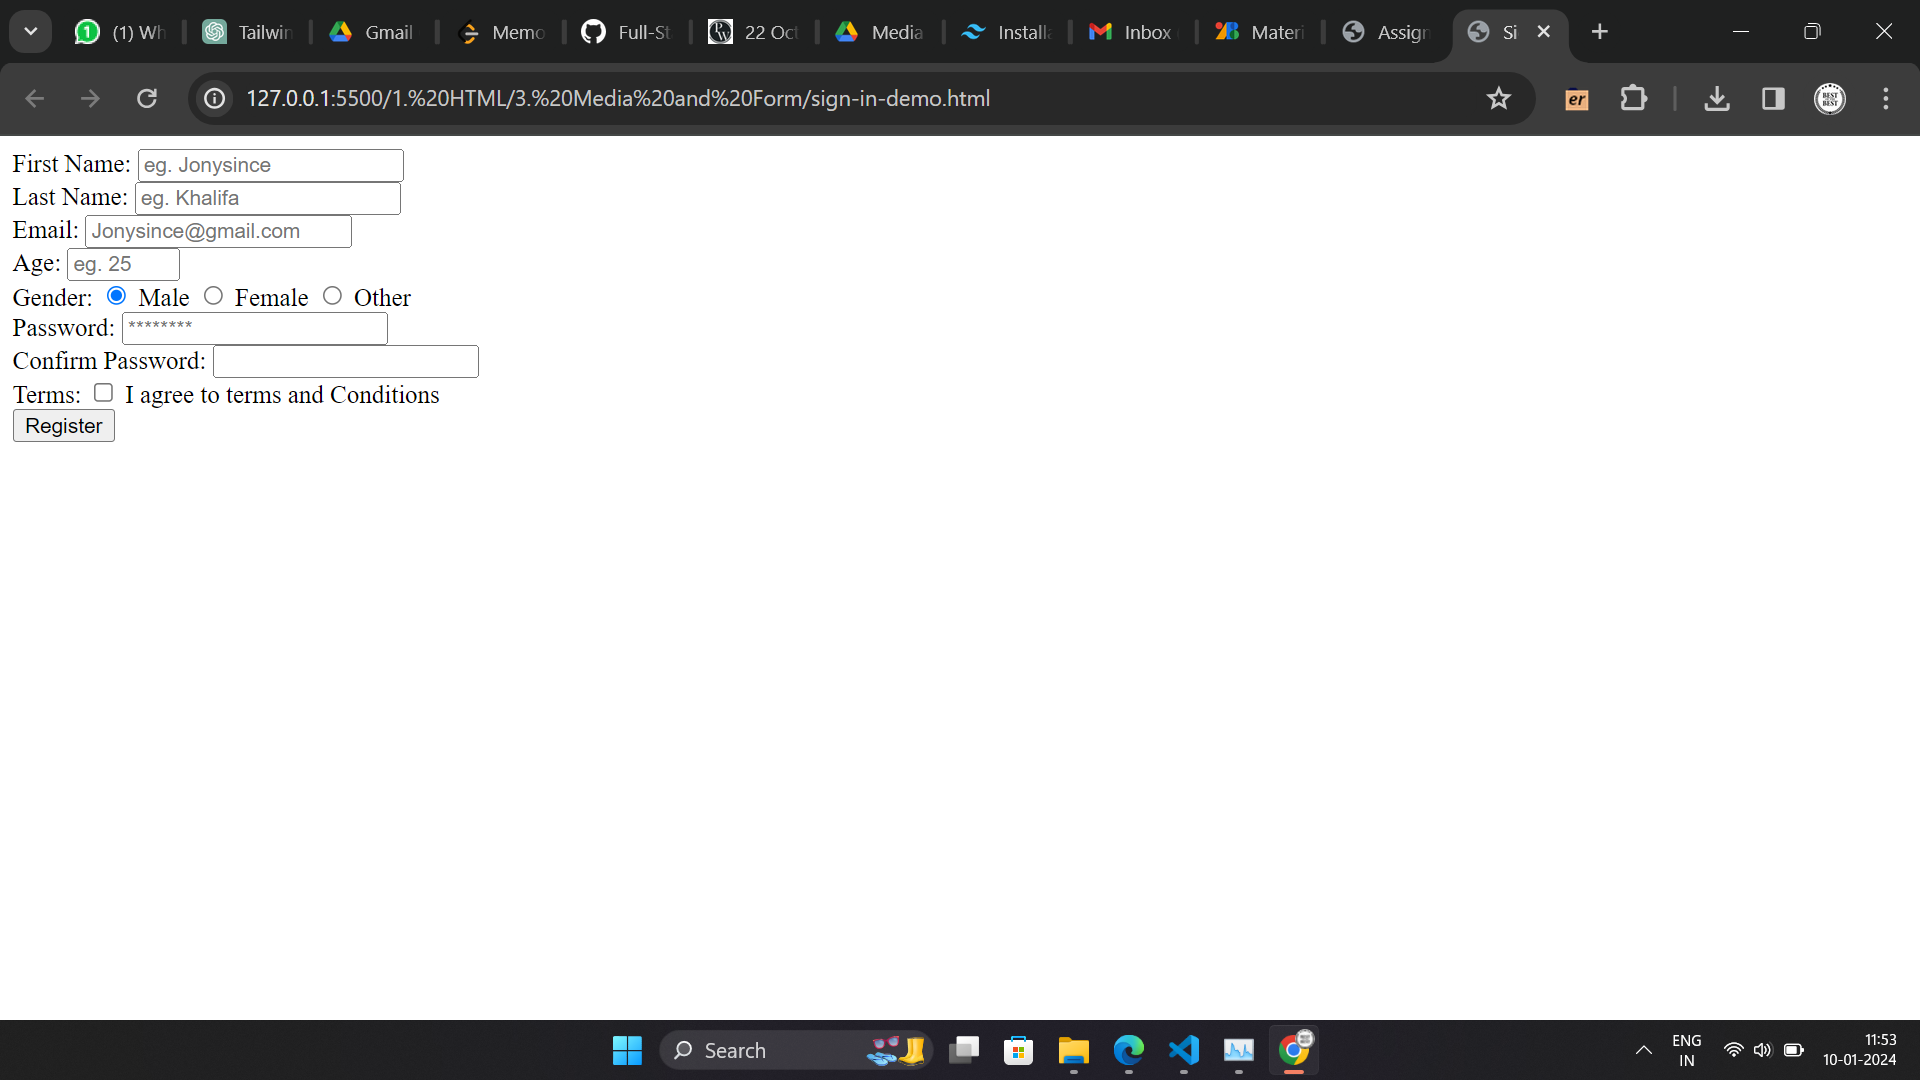 (1) Wh Tailwin Gmail Memo Full-St 22 Oct Media Installa Inbox Materi Assign Si
127.0.0.1:5500/1.%20HTML/3.%20Media%20and%20Form/sign-in-demo.html er
First Name: eg. Jonysince
Last Name: eg. Khalifa
Email: Jonysince@gmail.com
Age: eg. 25
Gender: Male Female Other
Password: ********
Confirm Password:
Terms: I agree to terms and Conditions
Register
Search
ENG
IN
11:53
10-01-2024